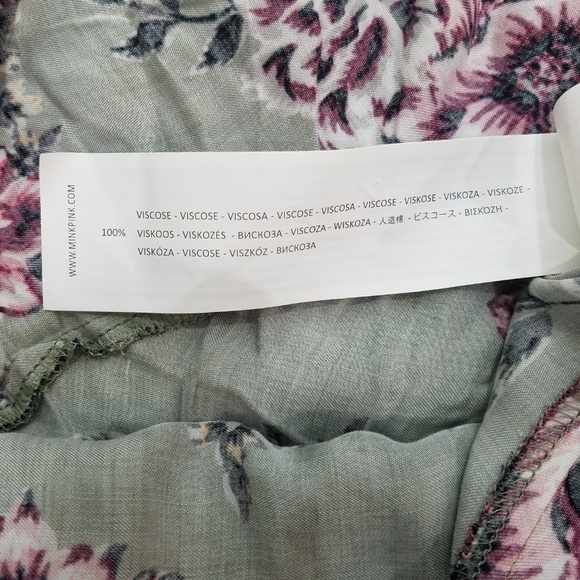 WWW.MINKPINK.COM
100%
VISCOSE - VISCOSE - VISCOSA - VISCOSE - VISCOSA - VISCOSE - VISKOSE - VISKOZA - VISKOZE -
VISKOOS - VISKOZĖS - ВИСКОЗА - VISCOZA - WISKOZA - 人造棉 - ビスコース - ΒΙΣΚΌΖΗ -
VISKÓZA - VISCOSE - VISZKÓZ - ВИСКОЗА